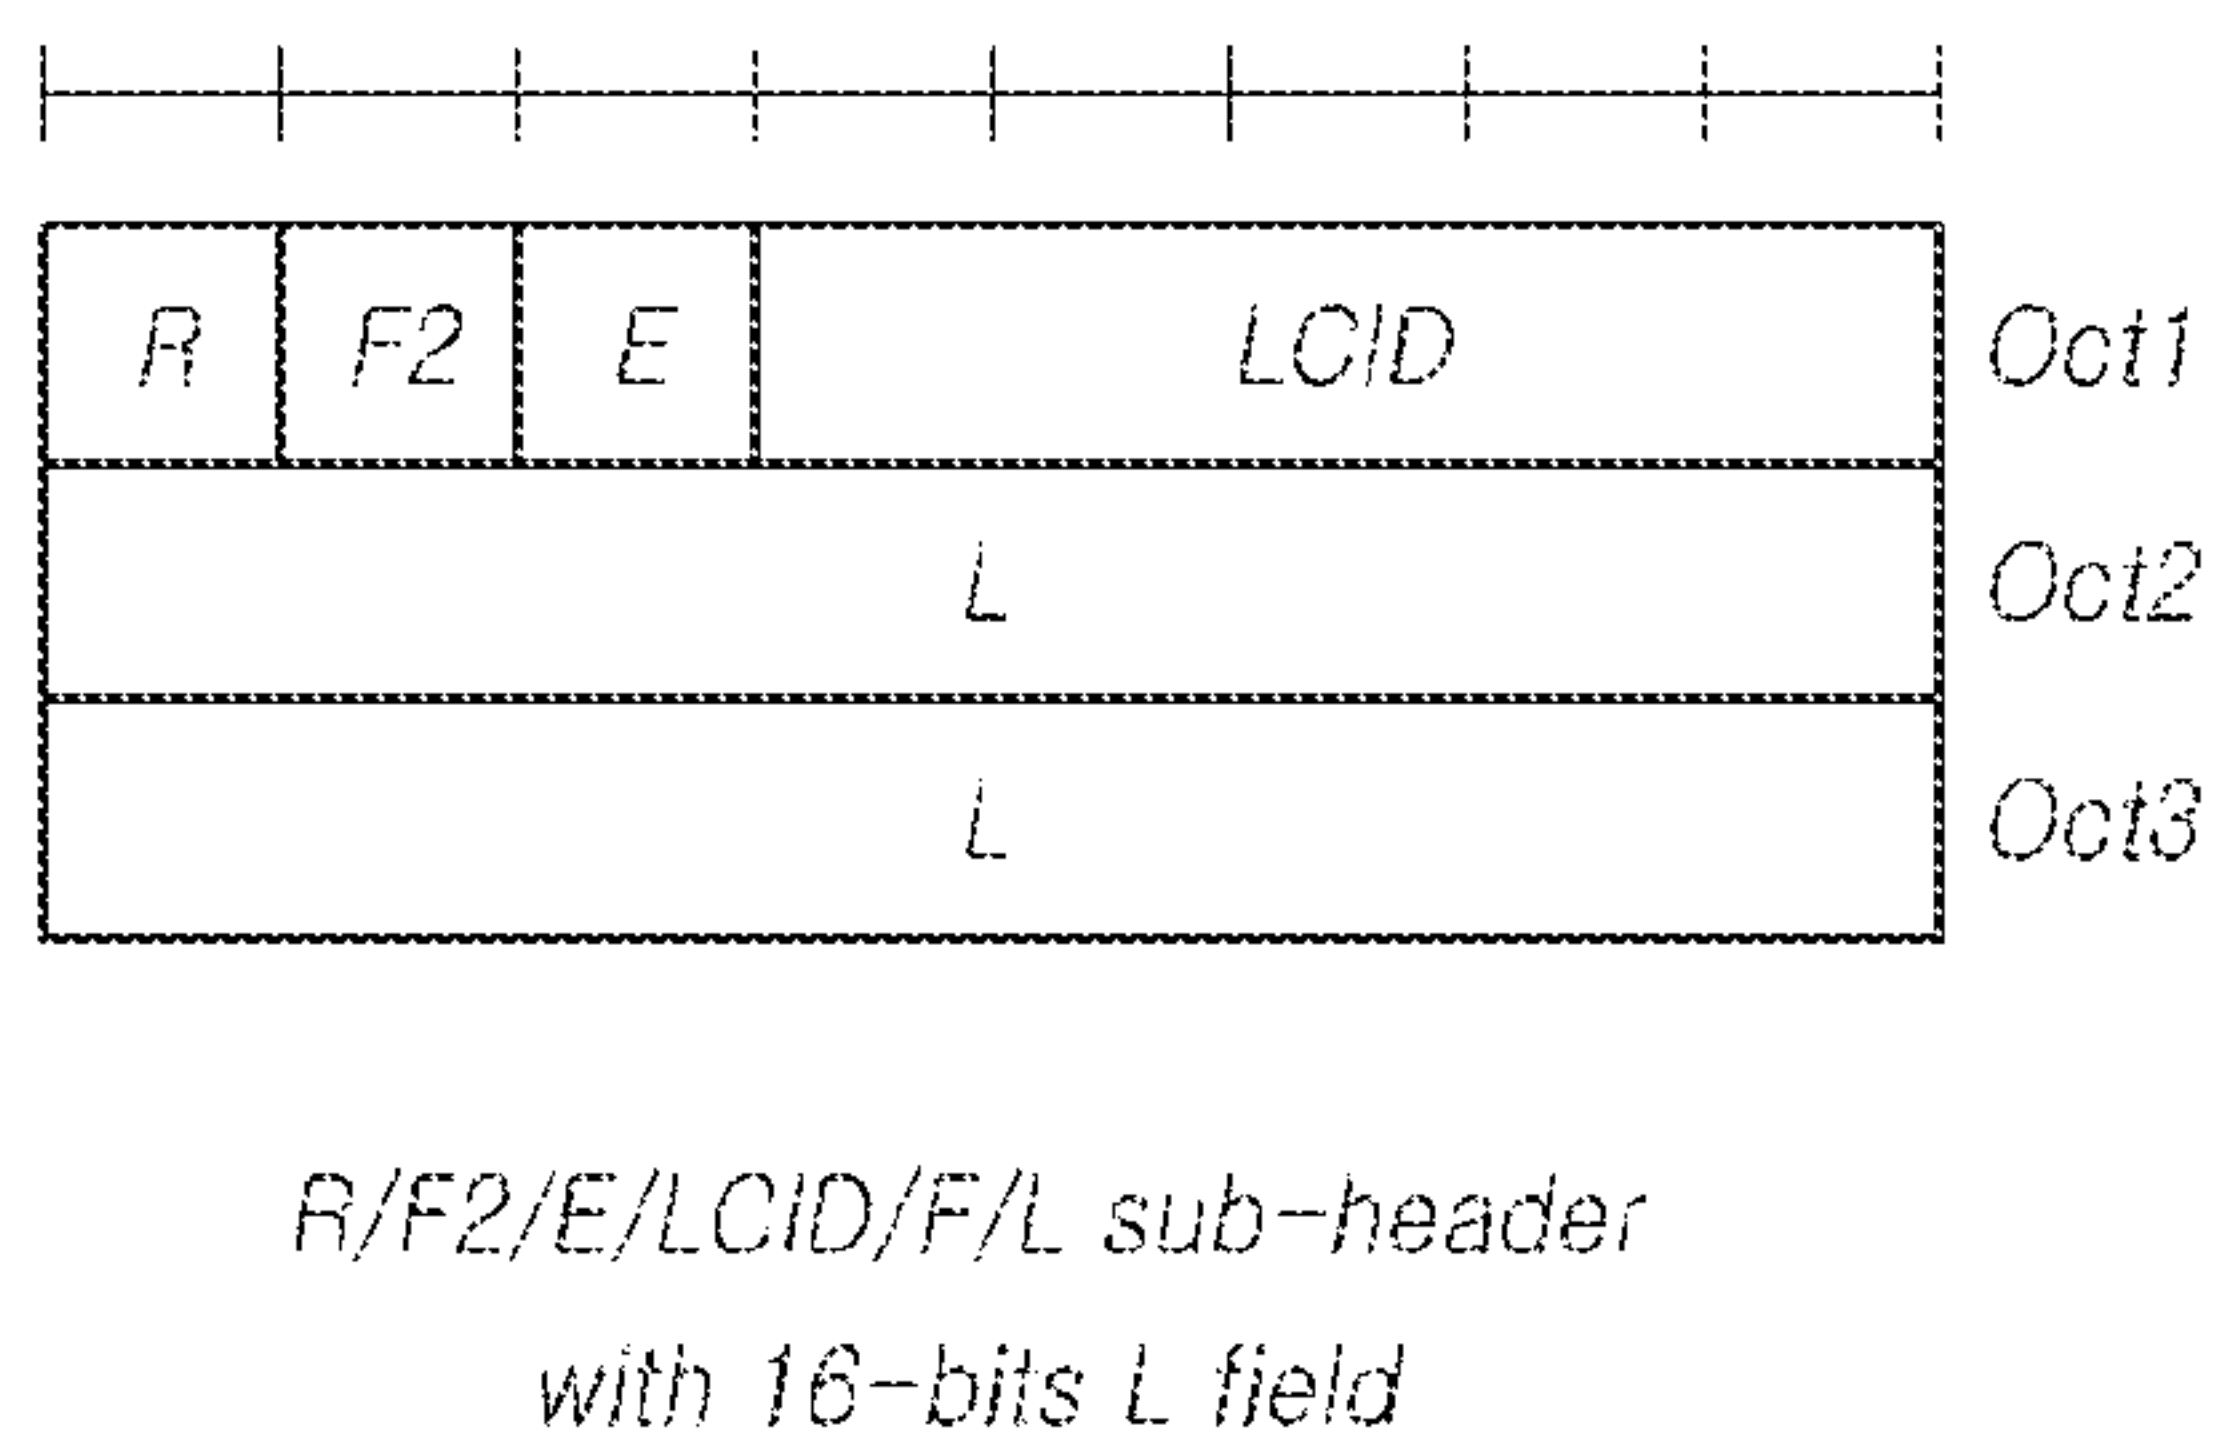 R F2 E LCID Oct1
L Oct2
L Oct3
R/F2/E/LCID/F/L sub-header
with 16-bits L field